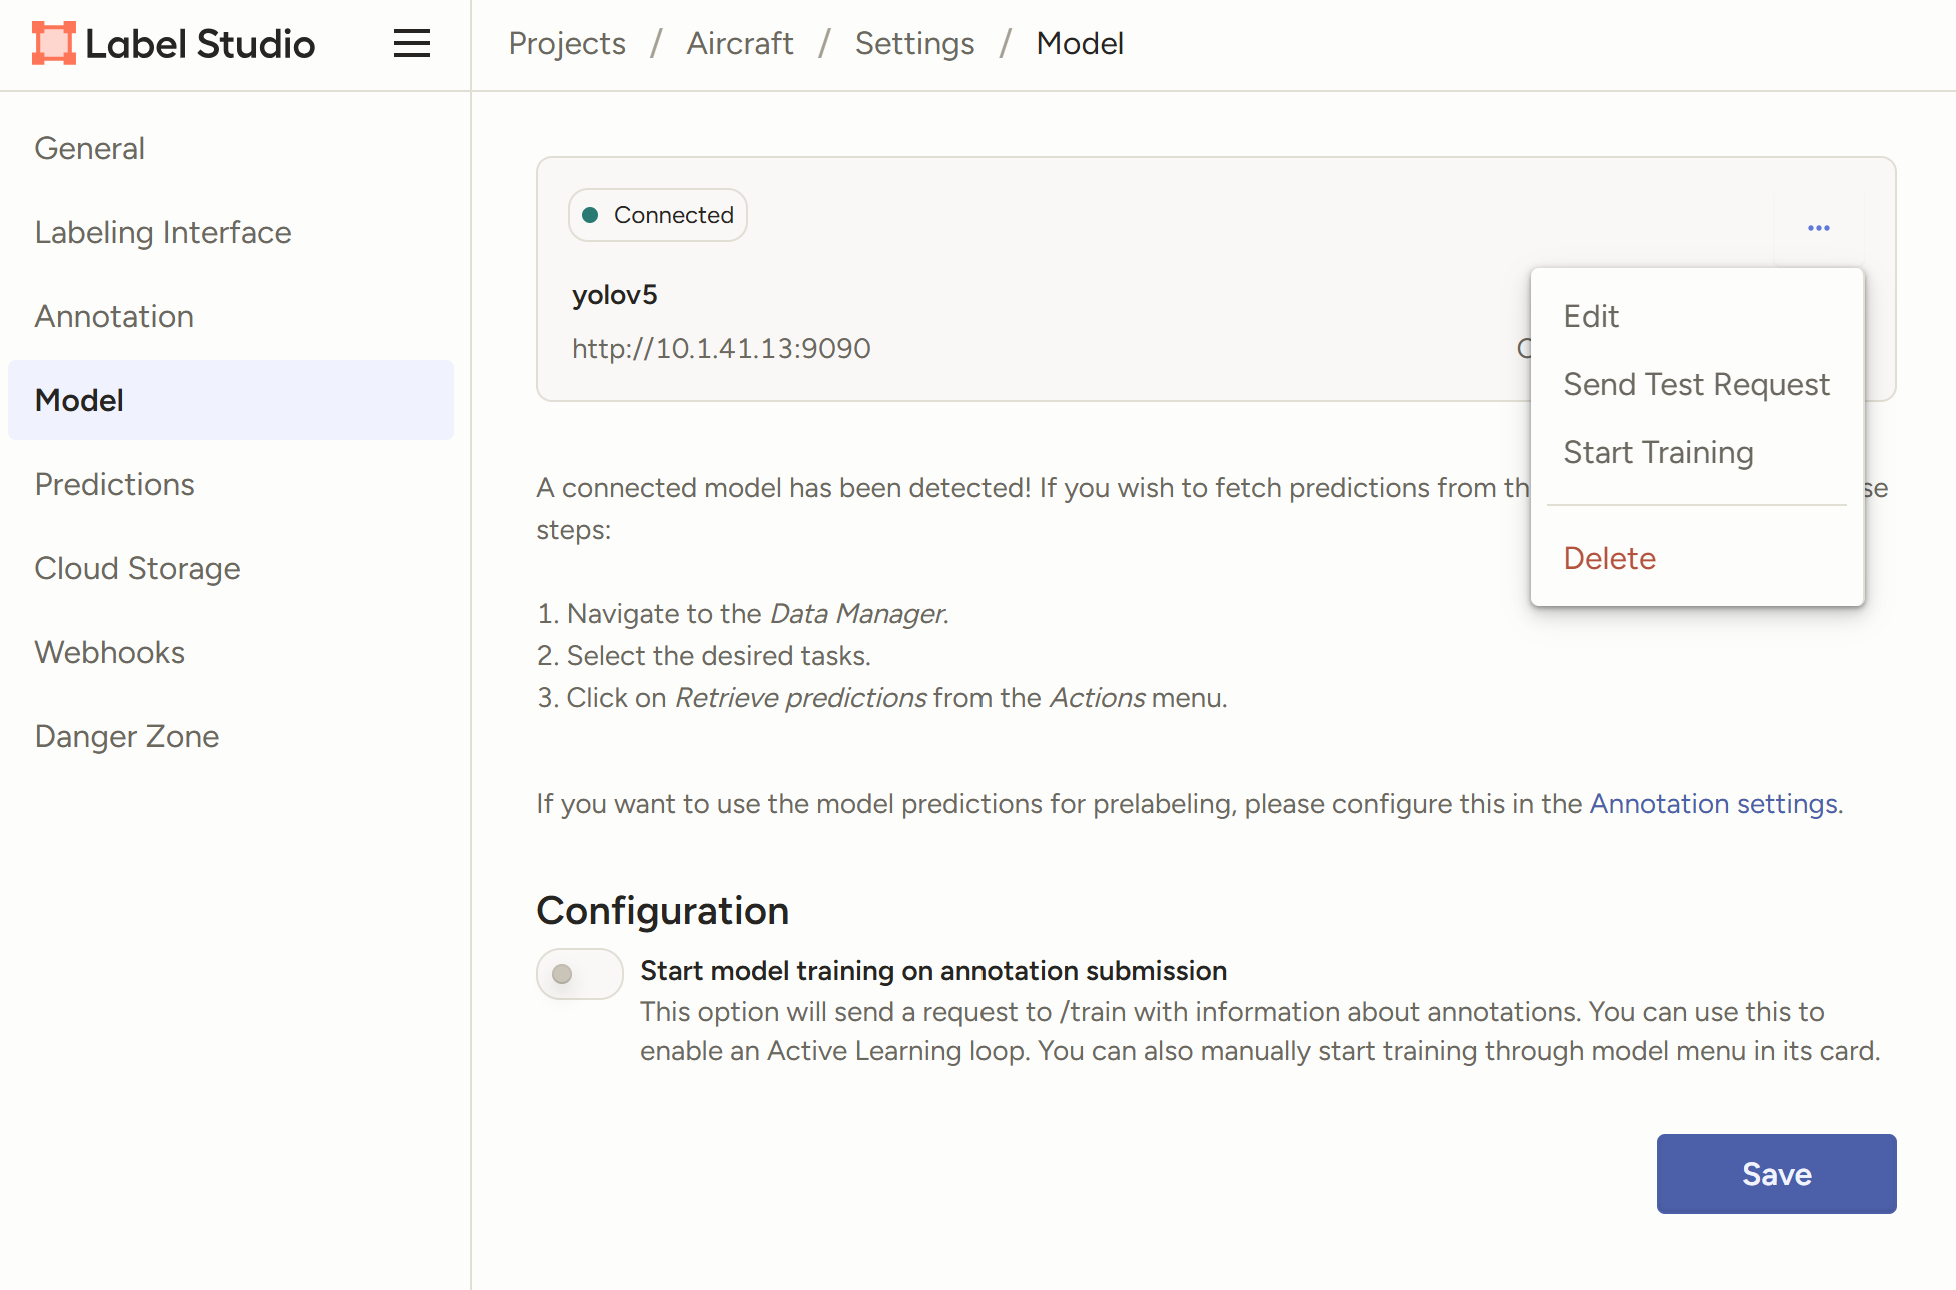 Label Studio
Projects / Aircraft / Settings / Model
General
Labeling Interface
Annotation
Model
Predictions
Cloud Storage
Webhooks
Danger Zone
Connected
yolov5
http://10.1.41.13:9090
Edit
Send Test Request
Start Training
Delete
A connected model has been detected! If you wish to fetch predictions from
steps:
1. Navigate to the Data Manager.
2. Select the desired tasks.
3. Click on Retrieve predictions from the Actions menu.
If you want to use the model predictions for prelabeling, please configure this in the Annotation settings.
Configuration
Start model training on annotation submission
This option will send a request to /train with information about annotations. You can use this to
enable an Active Learning loop. You can also manually start training through model menu in its card.
Save